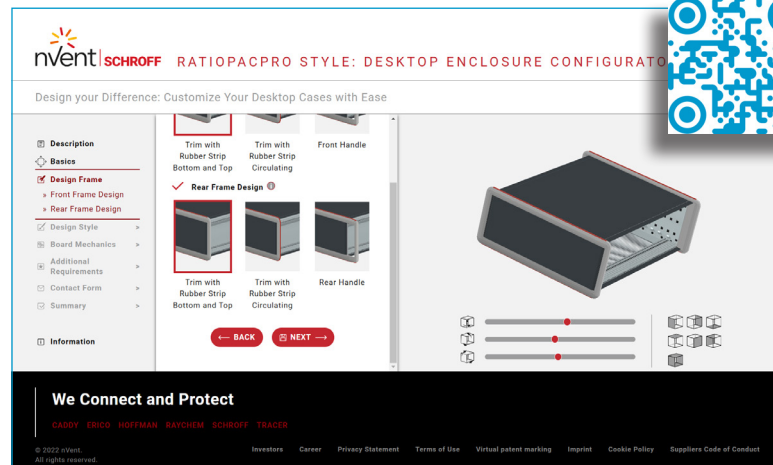 nVent SCHROFF
RATIOPACPRO STYLE: DESKTOP ENCLOSURE CONFIGURATO
Design your Difference: Customize Your Desktop Cases with Ease
Description
Basics
Design Frame
» Front Frame Design
» Rear Frame Design
Design Style >
Board Mechanics >
Additional
Requirements >
Contact Form >
Summary >
Information
Trim with
Rubber Strip
Bottom and Top
Trim with
Rubber Strip
Circulating
Front Handle
Rear Frame Design
Trim with
Rubber Strip
Bottom and Top
Trim with
Rubber Strip
Circulating
Rear Handle
← BACK
NEXT →
We Connect and Protect
CADDY ERICO HOFFMAN RAYCHEM SCHROFF TRACER
© 2022 nVent.
All rights reserved.
Investors Career Privacy Statement Terms of Use Virtual patent marking Imprint Cookie Policy Suppliers Code of Conduct